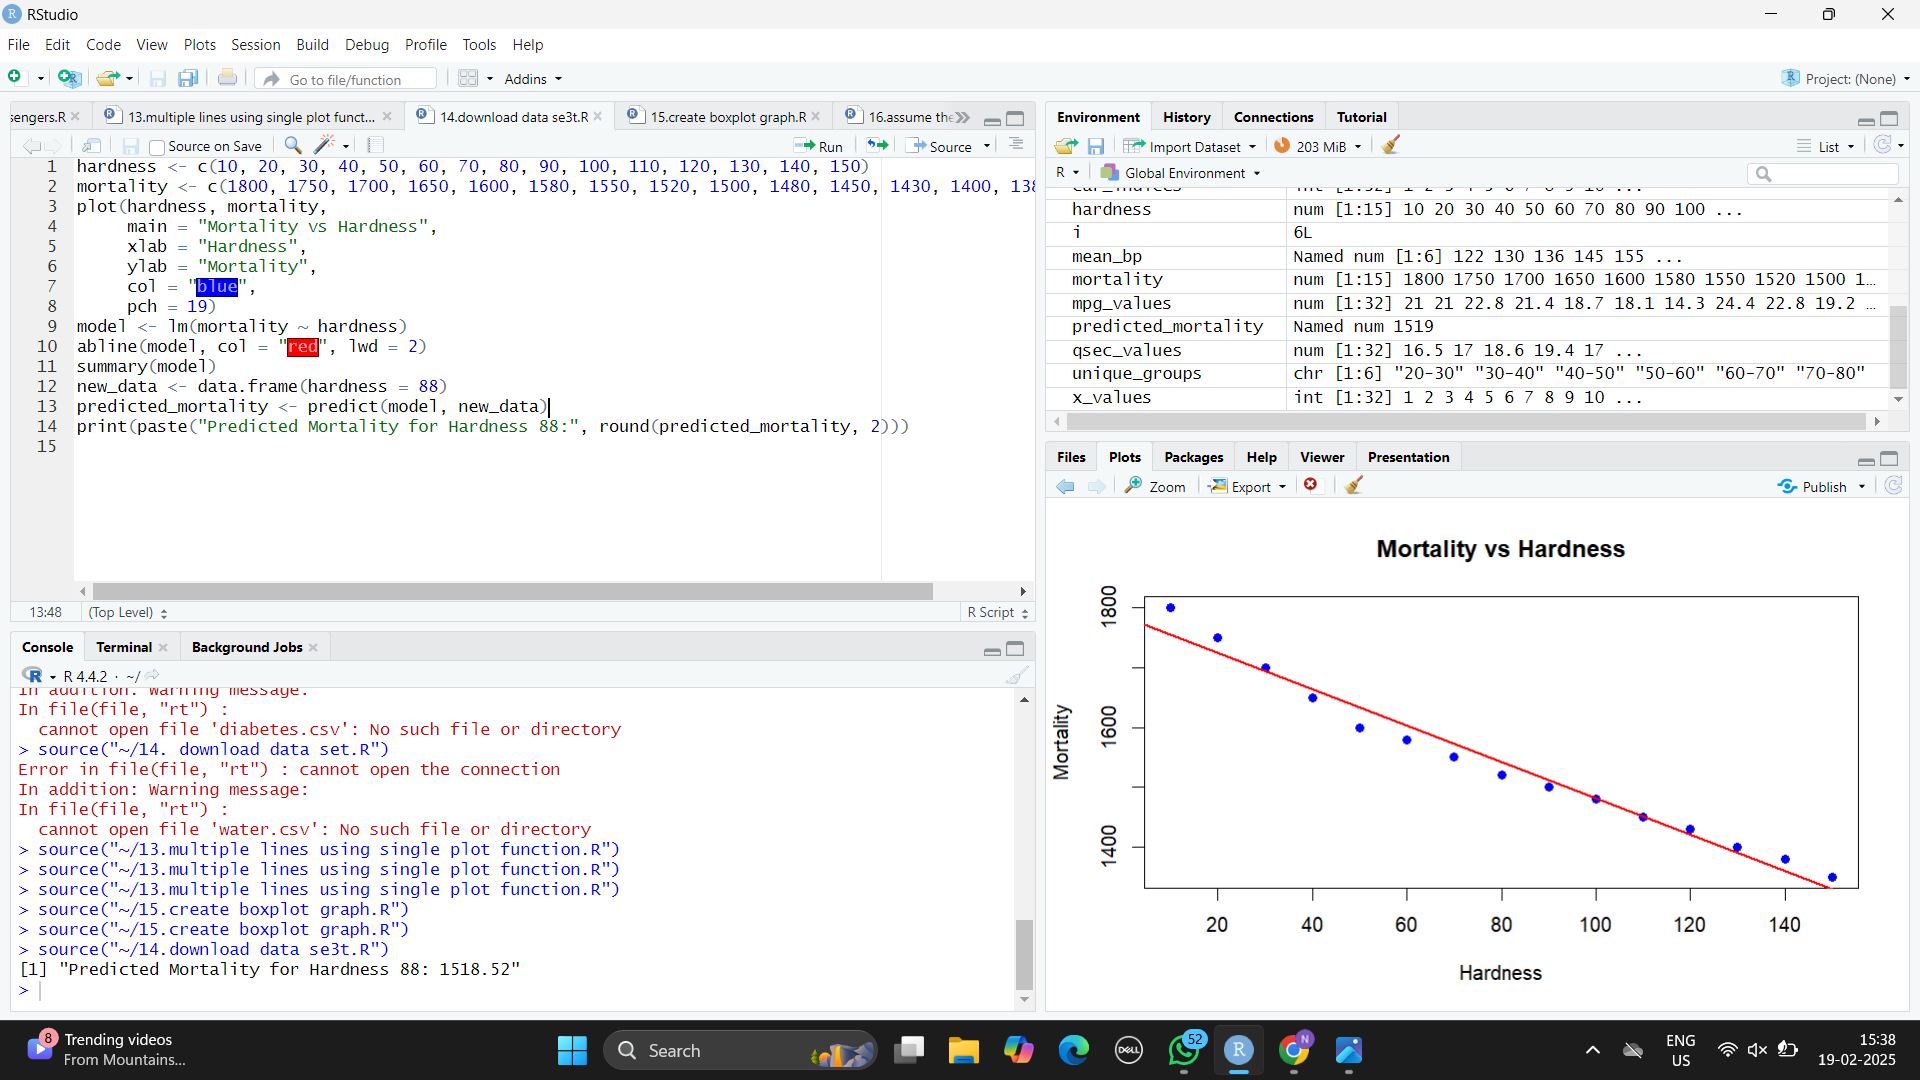 RStudio
File Edit Code View Plots Session Build Debug Profile Tools Help
Go to file/function Addins Project: (None)
sengers.R 13.multiple lines using single plot funct... 14.download data se3t.R 15.create boxplot graph.R 16.assume the
Source on Save Run Source
1 hardness <- c(10, 20, 30, 40, 50, 60, 70, 80, 90, 100, 110, 120, 130, 140, 150)
2 mortality <- c(1800, 1750, 1700, 1650, 1600, 1580, 1550, 1520, 1500, 1480, 1450, 1430, 1400, 138
3 plot(hardness, mortality,
4 main = "Mortality vs Hardness",
5 xlab = "Hardness",
6 ylab = "Mortality",
7 col = "blue",
8 pch = 19)
9 model <- lm(mortality ~ hardness)
10 abline(model, col = "red", lwd = 2)
11 summary(model)
12 new_data <- data.frame(hardness = 88)
13 predicted_mortality <- predict(model, new_data)
14 print(paste("Predicted Mortality for Hardness 88:", round(predicted_mortality, 2)))
15
13:48 (Top Level) R Script
Console Terminal Background Jobs
R 4.4.2 · ~/
In addition: Warning message:
In file(file, "rt") :
cannot open file 'diabetes.csv': No such file or directory
> source("~/14. download data set.R")
Error in file(file, "rt") : cannot open the connection
In addition: Warning message:
In file(file, "rt") :
cannot open file 'water.csv': No such file or directory
> source("~/13.multiple lines using single plot function.R")
> source("~/13.multiple lines using single plot function.R")
> source("~/13.multiple lines using single plot function.R")
> source("~/15.create boxplot graph.R")
> source("~/15.create boxplot graph.R")
> source("~/14.download data se3t.R")
[1] "Predicted Mortality for Hardness 88: 1518.52"
>
Environment History Connections Tutorial
Import Dataset 203 MiB List
R Global Environment
hardness num [1:15] 10 20 30 40 50 60 70 80 90 100 ...
i 6L
mean_bp Named num [1:6] 122 130 136 145 155 ...
mortality num [1:15] 1800 1750 1700 1650 1600 1580 1550 1520 1500 1...
mpg_values num [1:32] 21 21 22.8 21.4 18.7 18.1 14.3 24.4 22.8 19.2 ...
predicted_mortality Named num 1519
qsec_values num [1:32] 16.5 17 18.6 19.4 17 ...
unique_groups chr [1:6] "20-30" "30-40" "40-50" "50-60" "60-70" "70-80"
x_values int [1:32] 1 2 3 4 5 6 7 8 9 10 ...
Files Plots Packages Help Viewer Presentation
Zoom Export Publish
Mortality vs Hardness
Mortality
1800
1600
1400
20 40 60 80 100 120 140
Hardness
8 Trending videos
From Mountains...
Search
DELL
52
N
ENG
US
15:38
19-02-2025